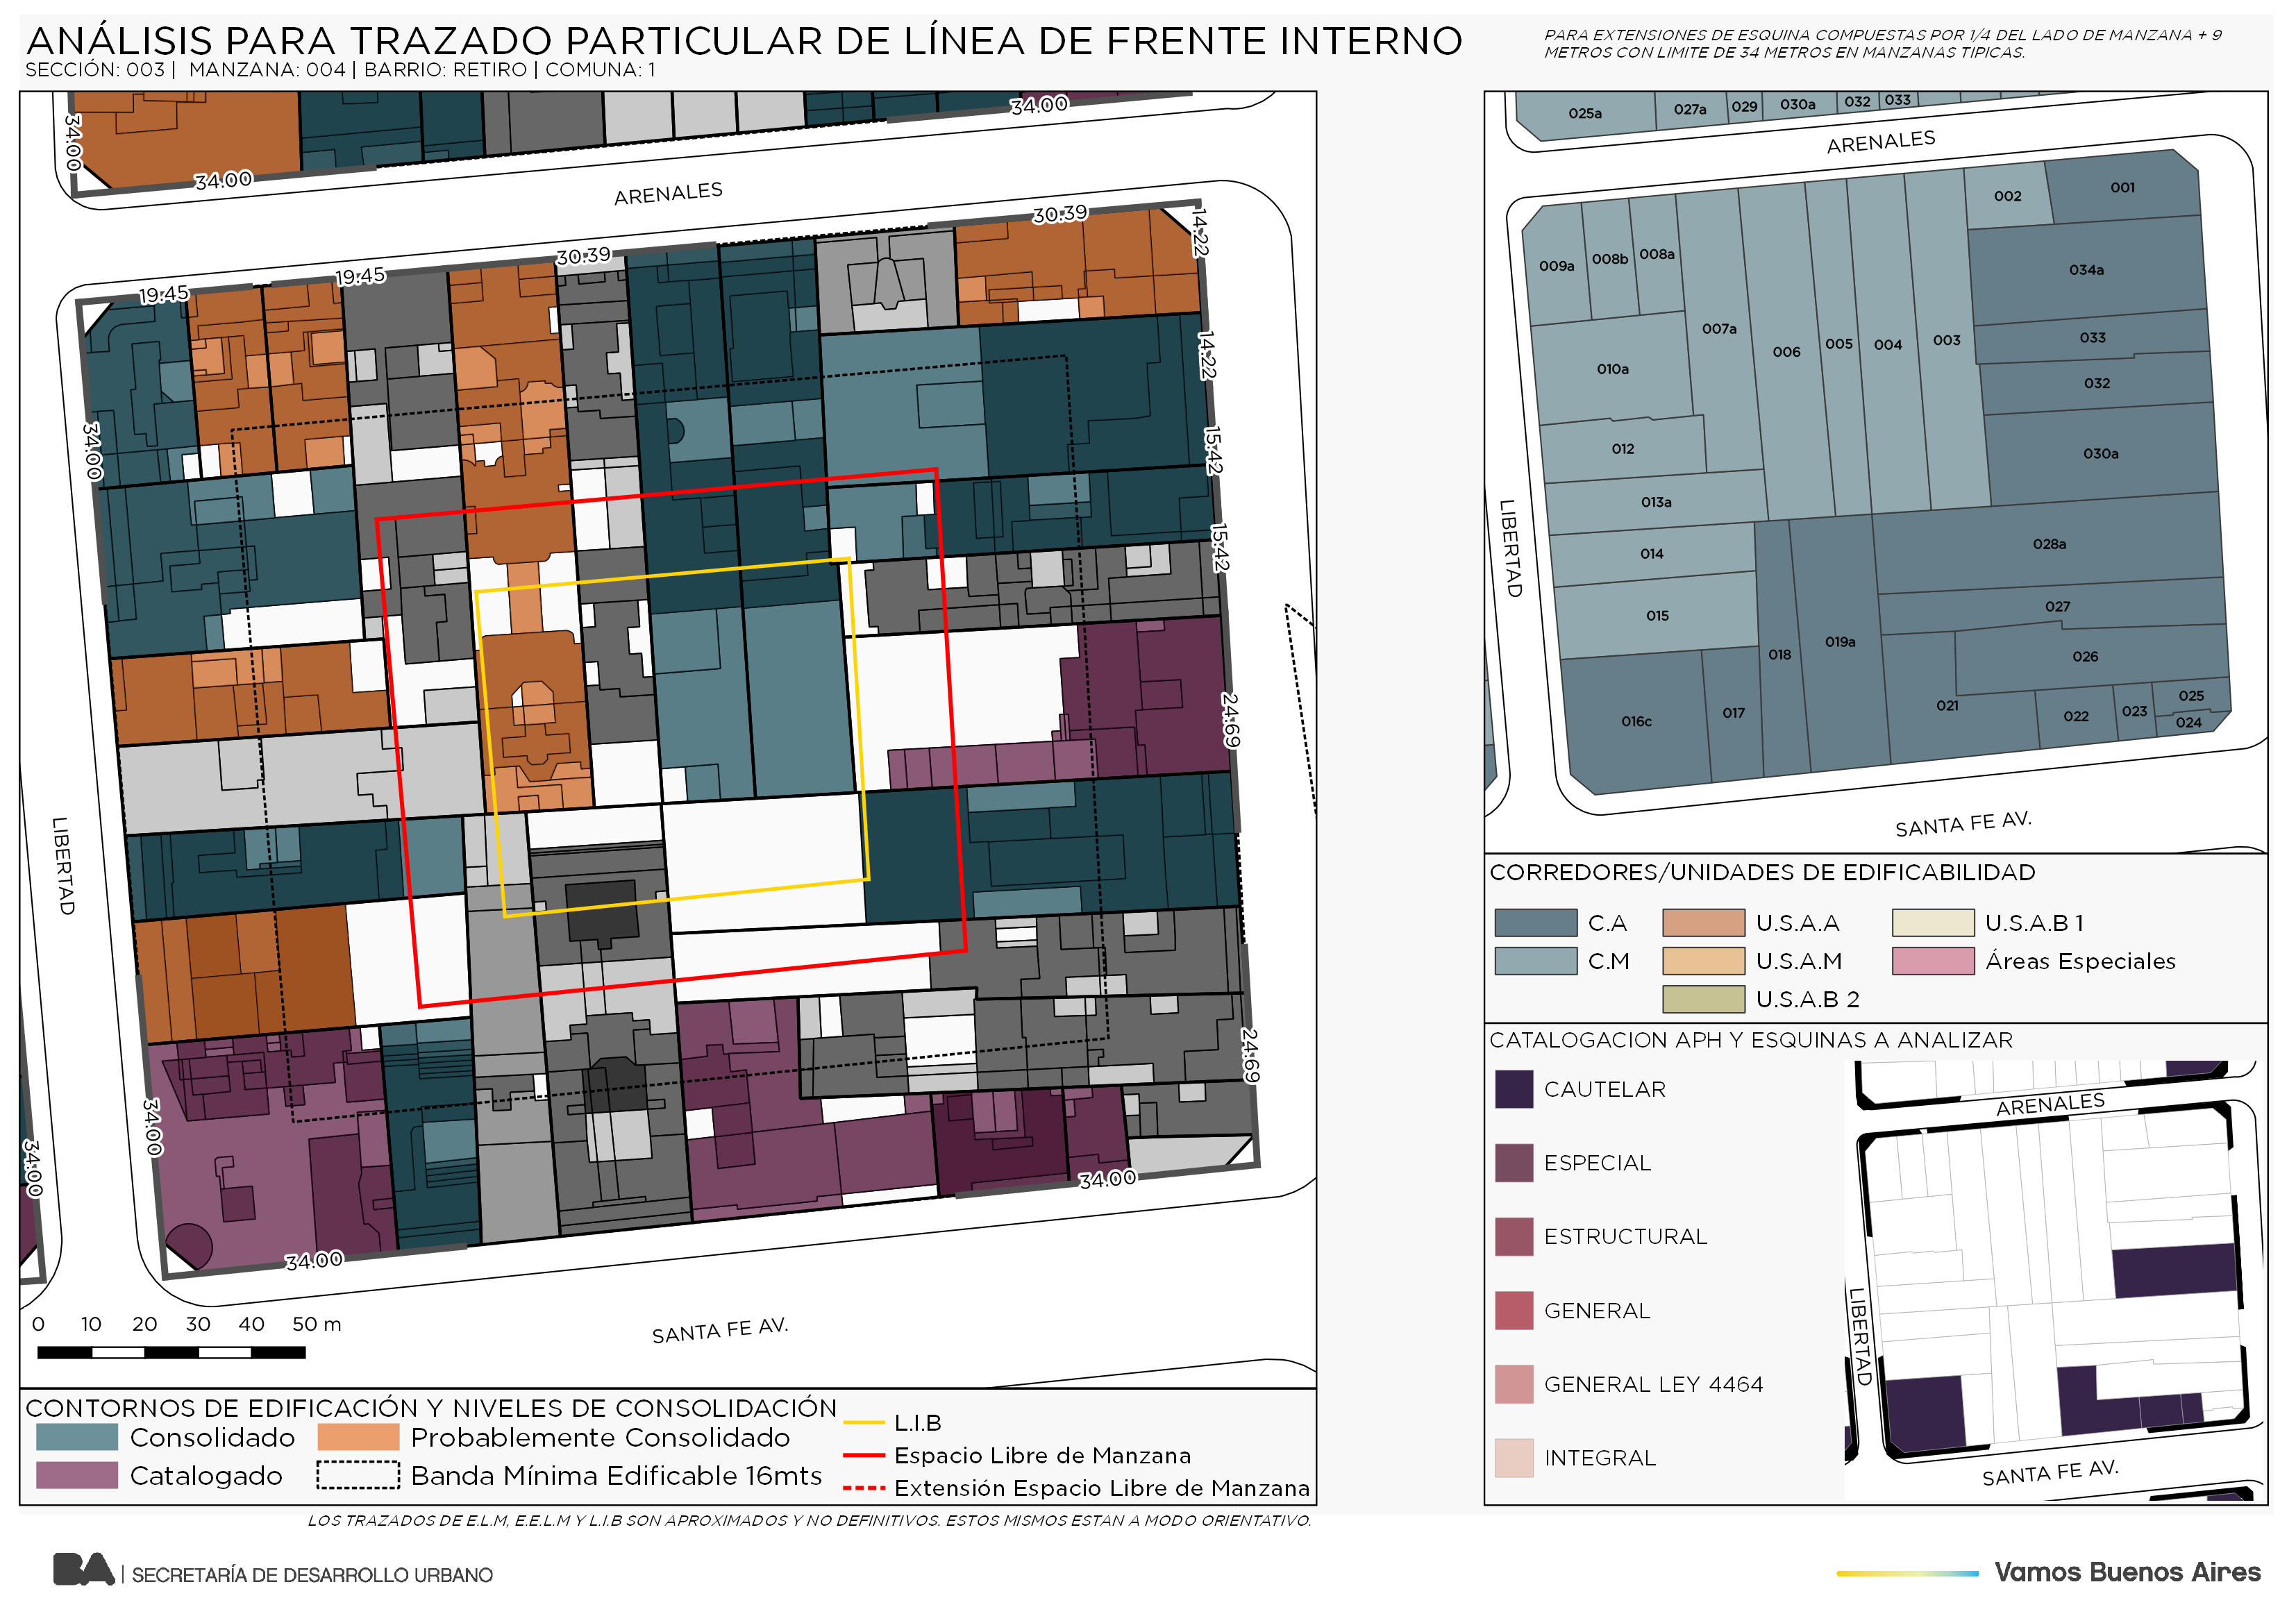 ANÁLISIS PARA TRAZADO PARTICULAR DE LÍNEA DE FRENTE INTERNO
SECCIÓN: 003 | MANZANA: 004 | BARRIO: RETIRO | COMUNA: 1
PARA EXTENSIONES DE ESQUINA COMPUESTAS POR 1/4 DEL LADO DE MANZANA + 9
METROS CON LIMITE DE 34 METROS EN MANZANAS TIPICAS.
34.00
34.00
34.00
ARENALES
30.39
14.22
30.39
19.45
19.45
14.22
34.00
15.42
15.42
24.69
LIBERTAD
24.69
34.00
34.00
34.00
34.00
SANTA FE AV.
0 10 20 30 40 50 m
CONTORNOS DE EDIFICACIÓN Y NIVELES DE CONSOLIDACIÓN
Consolidado
Probablemente Consolidado
Catalogado
Banda Mínima Edificable 16mts
L.I.B
Espacio Libre de Manzana
Extensión Espacio Libre de Manzana
025a
027a
029
030a
032
033
ARENALES
001
002
009a
008b
008a
034a
007a
033
006
005
004
003
010a
032
012
030a
013a
014
028a
015
027
018
019a
026
016c
017
021
025
022
023
024
LIBERTAD
SANTA FE AV.
CORREDORES/UNIDADES DE EDIFICABILIDAD
C.A
U.S.A.A
U.S.A.B 1
C.M
U.S.A.M
Áreas Especiales
U.S.A.B 2
CATALOGACION APH Y ESQUINAS A ANALIZAR
CAUTELAR
ESPECIAL
ESTRUCTURAL
GENERAL
GENERAL LEY 4464
INTEGRAL
ARENALES
LIBERTAD
SANTA FE AV.
LOS TRAZADOS DE E.L.M, E.E.L.M Y L.I.B SON APROXIMADOS Y NO DEFINITIVOS. ESTOS MISMOS ESTAN A MODO ORIENTATIVO.
BA | SECRETARÍA DE DESARROLLO URBANO
Vamos Buenos Aires